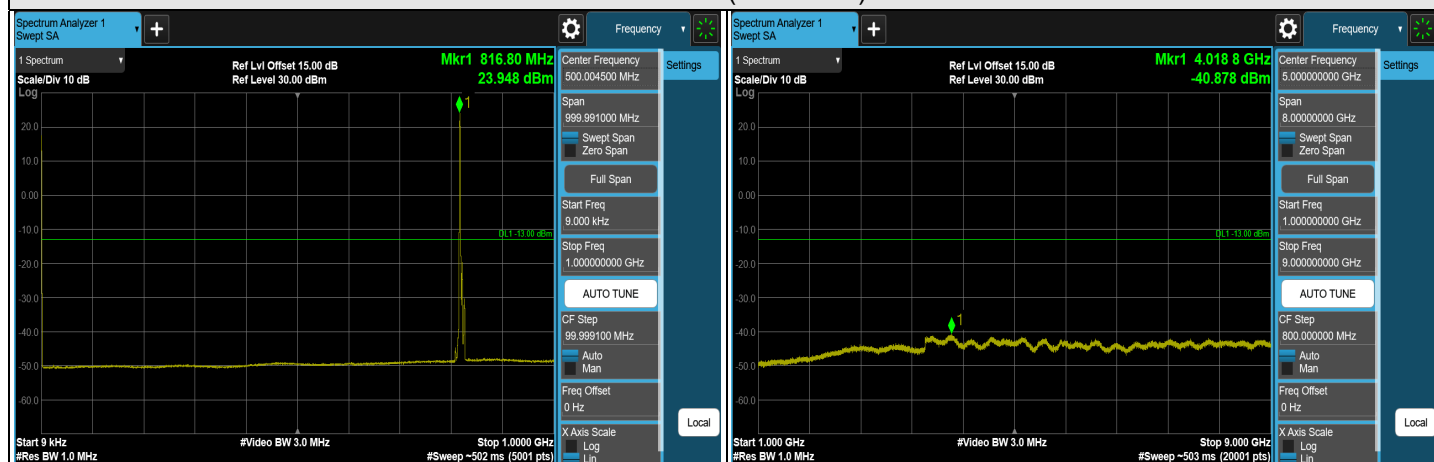 Spectrum Analyzer 1
Swept SA
+
Frequency
1 Spectrum
Scale/Div 10 dB
Ref Lvl Offset 15.00 dB
Ref Level 30.00 dBm
Mkr1 816.80 MHz
23.948 dBm
Log
1
20.0
10.0
0.00
-10.0
-20.0
-30.0
-40.0
-50.0
-60.0
DL1 -13.00 dBm
Start 9 kHz
#Res BW 1.0 MHz
#Video BW 3.0 MHz
Stop 1.0000 GHz
#Sweep ~502 ms (5001 pts)
Center Frequency
500.004500 MHz
Settings
Span
999.991000 MHz
Swept Span
Zero Span
Full Span
Start Freq
9.000 kHz
Stop Freq
1.000000000 GHz
AUTO TUNE
CF Step
99.999100 MHz
Auto
Man
Freq Offset
0 Hz
X Axis Scale
Log
Lin
Local
Spectrum Analyzer 1
Swept SA
+
Frequency
1 Spectrum
Scale/Div 10 dB
Ref Lvl Offset 15.00 dB
Ref Level 30.00 dBm
Mkr1 4.018 8 GHz
-40.878 dBm
Log
1
20.0
10.0
0.00
-10.0
-20.0
-30.0
-40.0
-50.0
-60.0
DL1 -13.00 dBm
Start 1.000 GHz
#Res BW 1.0 MHz
#Video BW 3.0 MHz
Stop 9.000 GHz
#Sweep ~503 ms (20001 pts)
Center Frequency
5.000000000 GHz
Settings
Span
8.00000000 GHz
Swept Span
Zero Span
Full Span
Start Freq
1.000000000 GHz
Stop Freq
9.000000000 GHz
AUTO TUNE
CF Step
800.000000 MHz
Auto
Man
Freq Offset
0 Hz
X Axis Scale
Log
Lin
Local